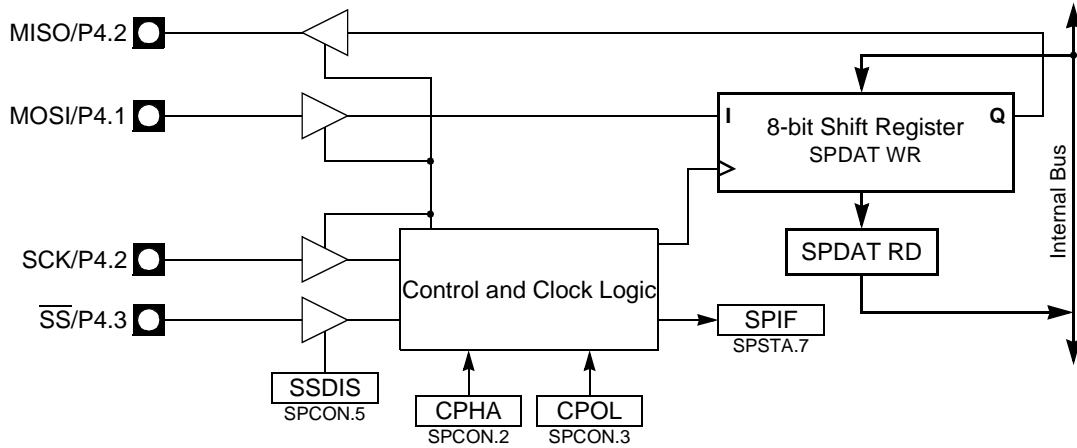 MISO/P4.2
MOSI/P4.1
I
8-bit Shift Register
Q
SPDAT WR
Internal Bus
SCK/P4.2
SPDAT RD
Control and Clock Logic
SS/P4.3
SPIF
SPSTA.7
SSDIS
SPCON.5
CPHA
SPCON.2
CPOL
SPCON.3